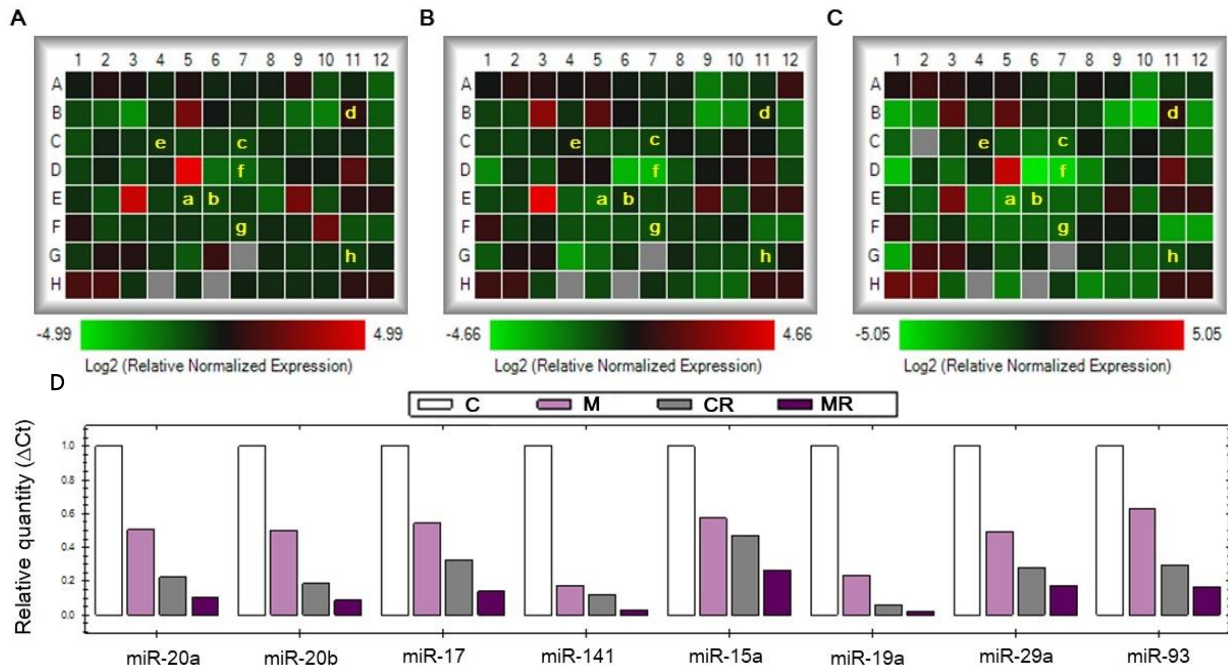 A
1 2 3 4 5 6 7 8 9 10 11 12
A
B d
C e c
D f
E a b
F g
G h
H
-4.99 4.99
Log2 (Relative Normalized Expression)
B
1 2 3 4 5 6 7 8 9 10 11 12
A
B d
C e c
D f
E a b
F g
G h
H
-4.66 4.66
Log2 (Relative Normalized Expression)
C
1 2 3 4 5 6 7 8 9 10 11 12
A
B d
C e c
D f
E a b
F g
G h
H
-5.05 5.05
Log2 (Relative Normalized Expression)
D
C M CR MR
Relative quantity (ΔCt)
1.0
0.8
0.6
0.4
0.2
0.0
miR-20a miR-20b miR-17 miR-141 miR-15a miR-19a miR-29a miR-93